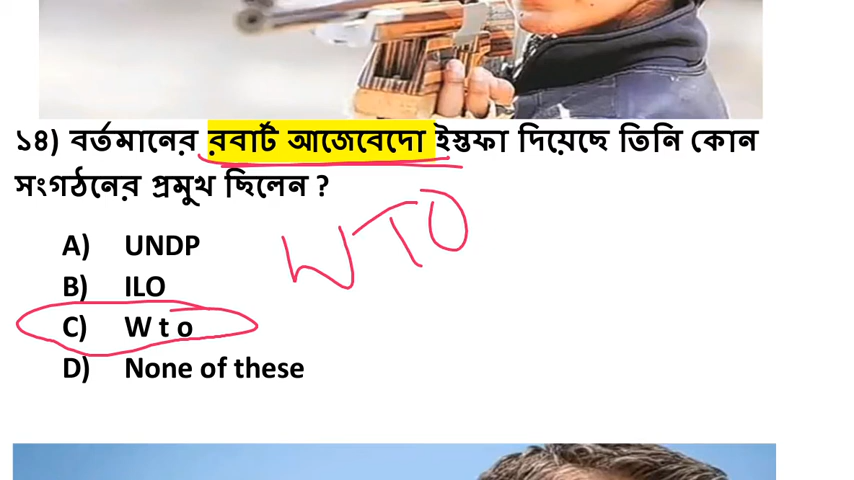 ১৪) বর্তমানের রবার্ট আজেবেদো ইস্তফা দিয়েছে তিনি কোন
সংগঠনের প্রমুখ ছিলেন ?
WTO
A) UNDP
B) ILO
C) W t o
D) None of these